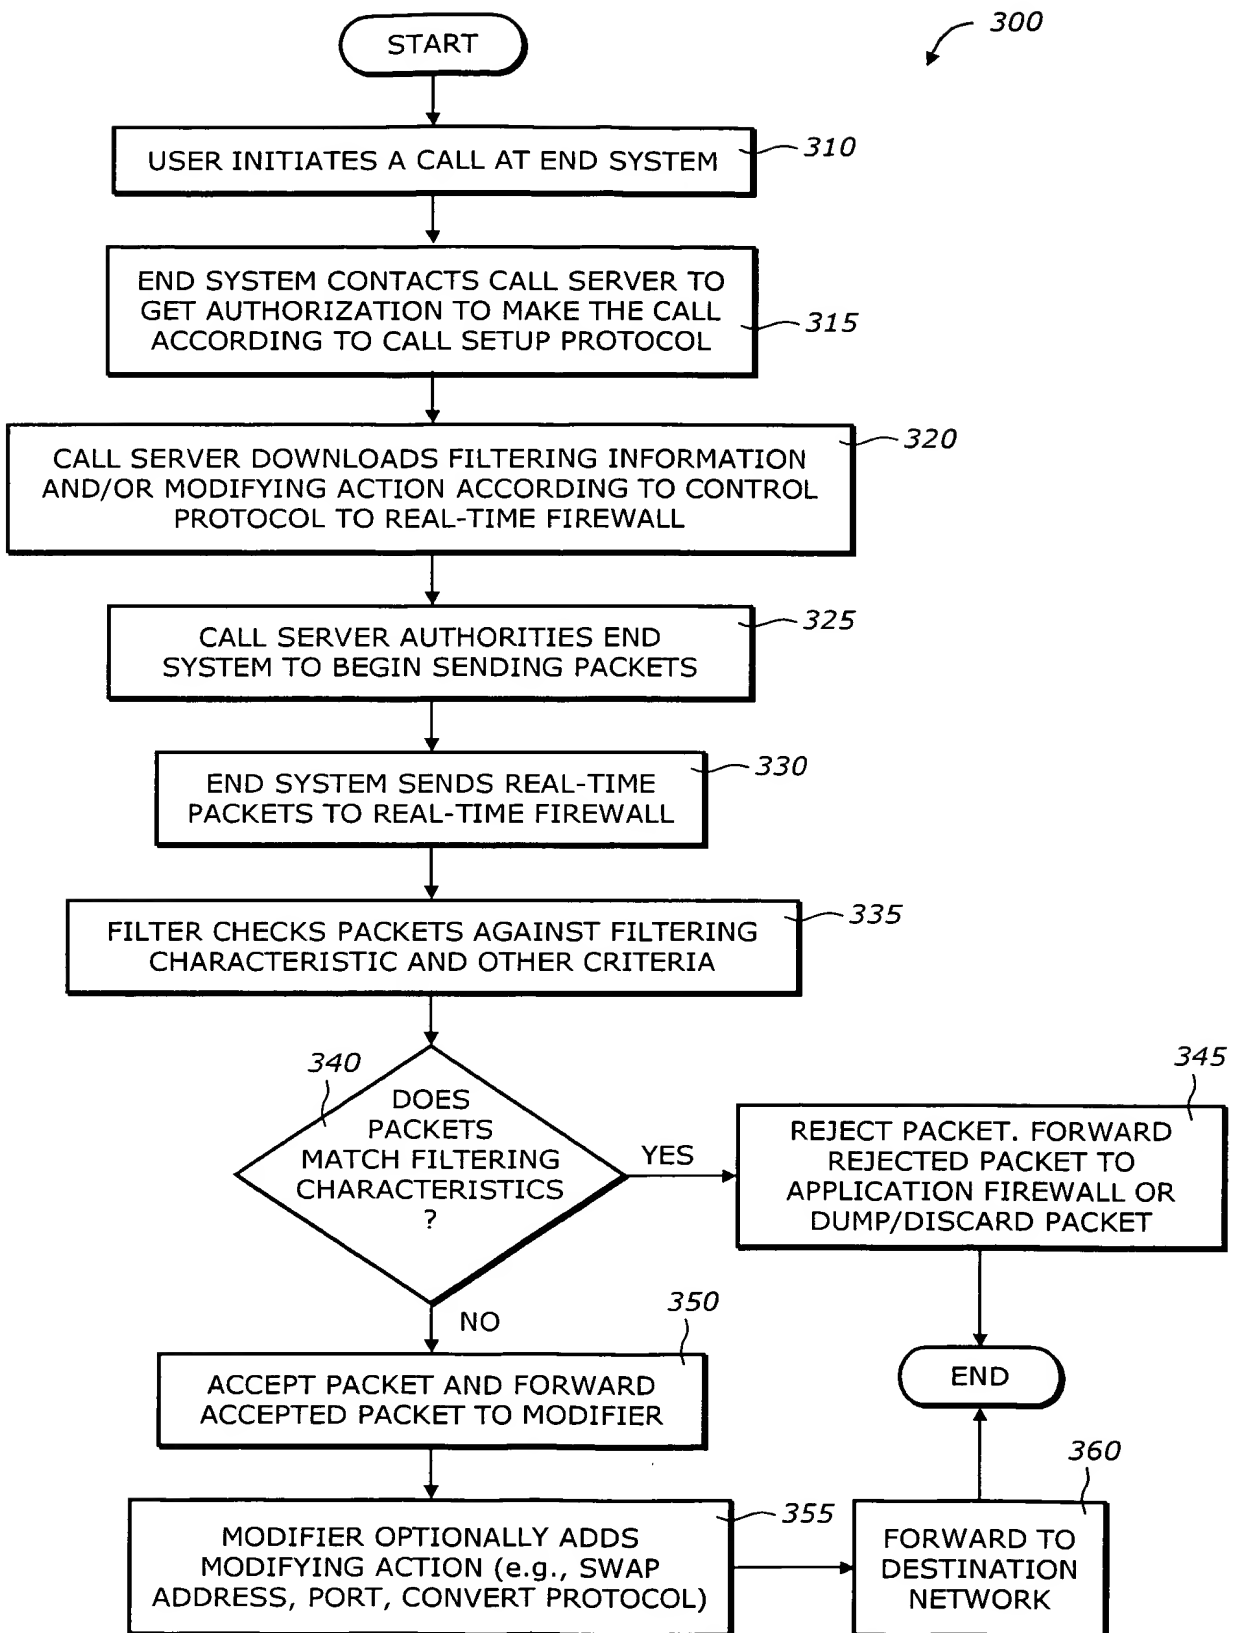 START
300
USER INITIATES A CALL AT END SYSTEM
310
END SYSTEM CONTACTS CALL SERVER TO
GET AUTHORIZATION TO MAKE THE CALL
ACCORDING TO CALL SETUP PROTOCOL
315
CALL SERVER DOWNLOADS FILTERING INFORMATION
AND/OR MODIFYING ACTION ACCORDING TO CONTROL
PROTOCOL TO REAL-TIME FIREWALL
320
CALL SERVER AUTHORITIES END
SYSTEM TO BEGIN SENDING PACKETS
325
END SYSTEM SENDS REAL-TIME
PACKETS TO REAL-TIME FIREWALL
330
FILTER CHECKS PACKETS AGAINST FILTERING
CHARACTERISTIC AND OTHER CRITERIA
335
340
DOES
PACKETS
MATCH FILTERING
CHARACTERISTICS
?
YES
345
REJECT PACKET. FORWARD
REJECTED PACKET TO
APPLICATION FIREWALL OR
DUMP/DISCARD PACKET
NO
350
ACCEPT PACKET AND FORWARD
ACCEPTED PACKET TO MODIFIER
END
355
MODIFIER OPTIONALLY ADDS
MODIFYING ACTION (e.g., SWAP
ADDRESS, PORT, CONVERT PROTOCOL)
360
FORWARD TO
DESTINATION
NETWORK